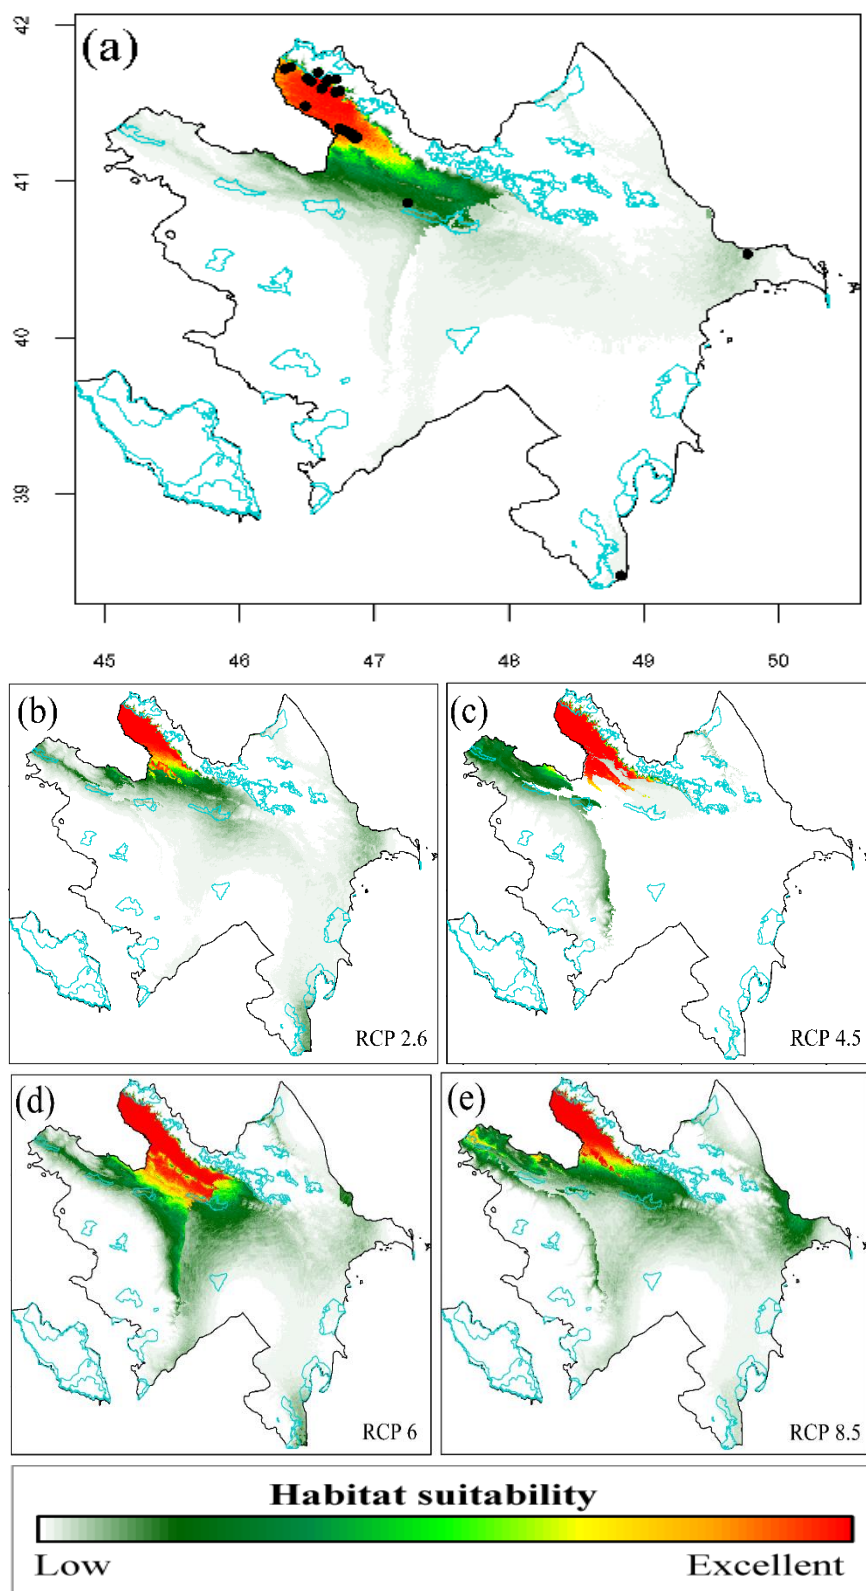 (a)
42
41
40
39
45 46 47 48 49 50
(b) (c)
RCP 2.6 RCP 4.5
(d) (e)
RCP 6 RCP 8.5
Habitat suitability
Low Excellent